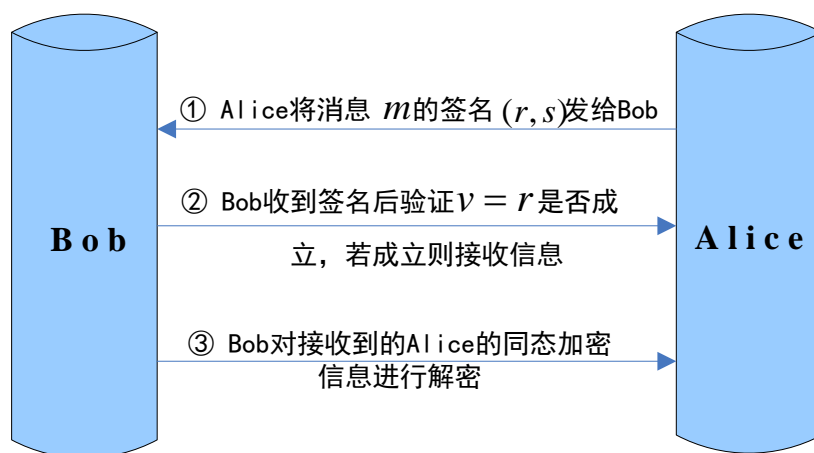 ① Alice将消息 m的签名 (r,s)发给Bob
② Bob收到签名后验证v = r是否成
立，若成立则接收信息
Bob
Alice
③ Bob对接收到的Alice的同态加密
信息进行解密